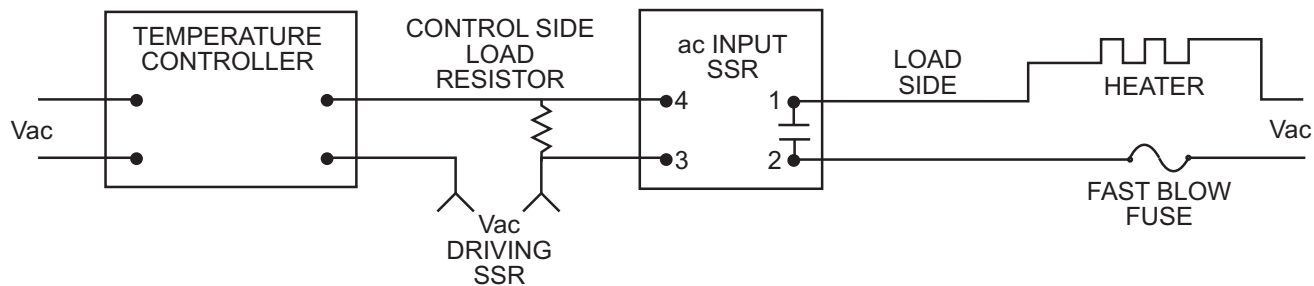 TEMPERATURE
CONTROLLER
Vac
CONTROL SIDE
LOAD
RESISTOR
Vac
DRIVING
SSR
ac INPUT
SSR
4
3
1
2
LOAD
SIDE
HEATER
Vac
FAST BLOW
FUSE